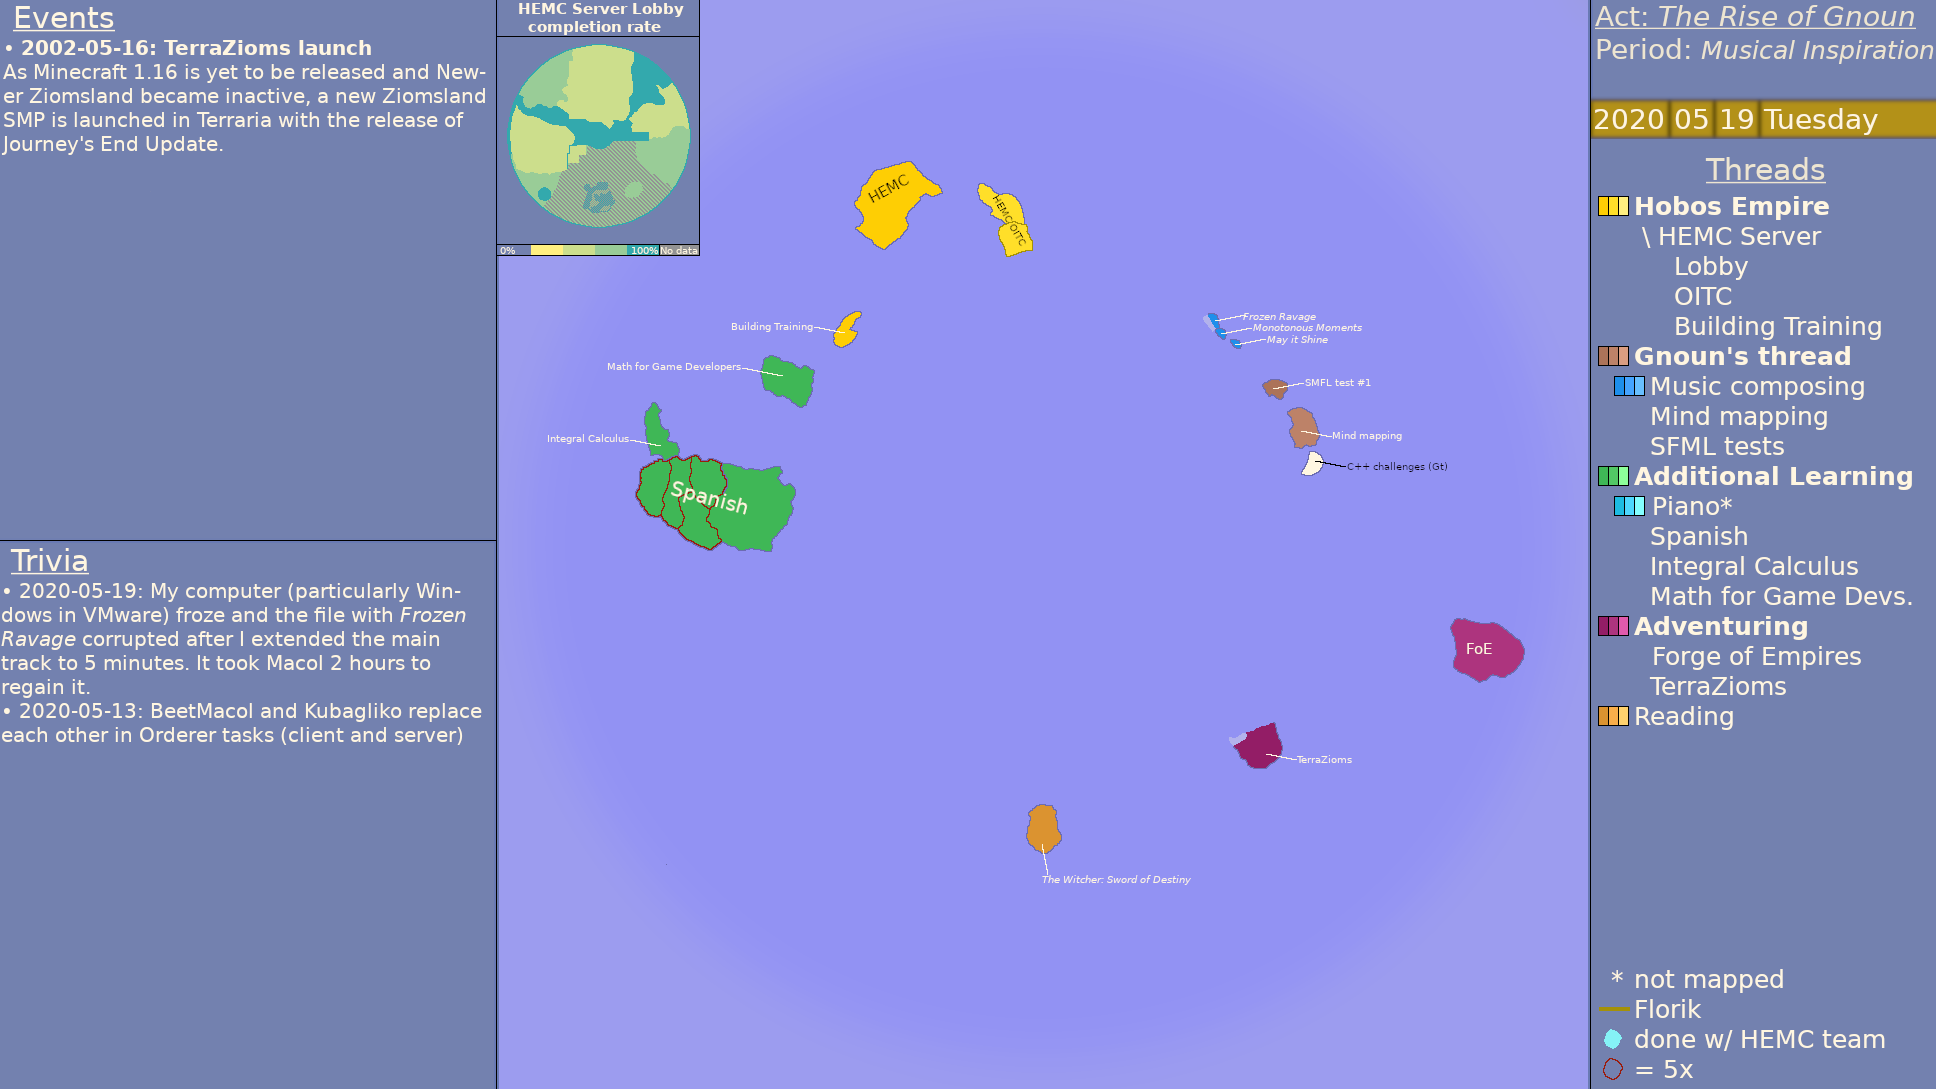 Events
• 2002-05-16: TerraZioms launch
As Minecraft 1.16 is yet to be released and New-
er Ziomsland became inactive, a new Ziomsland
SMP is launched in Terraria with the release of
Journey's End Update.
Trivia
• 2020-05-19: My computer (particularly Win-
dows in VMware) froze and the file with Frozen
Ravage corrupted after I extended the main
track to 5 minutes. It took Macol 2 hours to
regain it.
• 2020-05-13: BeetMacol and Kubagliko replace
each other in Orderer tasks (client and server)
HEMC Server Lobby
completion rate
0% 100% No data
HEMC
HEMC
OITC
Building Training
Math for Game Developers
Integral Calculus
Spanish
Frozen Ravage
Monotonous Moments
May it Shine
SMFL test #1
Mind mapping
C++ challenges (Gt)
FoE
TerraZioms
The Witcher: Sword of Destiny
Act: The Rise of Gnoun
Period: Musical Inspiration
2020 05 19 Tuesday
Threads
Hobos Empire
\ HEMC Server
Lobby
OITC
Building Training
Gnoun's thread
Music composing
Mind mapping
SFML tests
Additional Learning
Piano*
Spanish
Integral Calculus
Math for Game Devs.
Adventuring
Forge of Empires
TerraZioms
Reading
* not mapped
Florik
done w/ HEMC team
= 5x